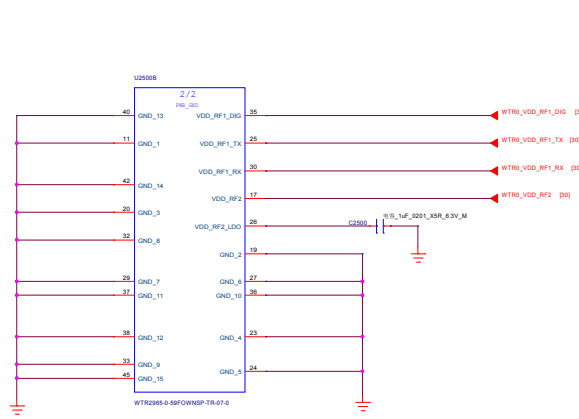 U2500B
2/2
PWR_GND
40 GND_13 VDD_RF1_DIG 35 WTR0_VDD_RF1_DIG
11 GND_1 VDD_RF1_TX 25 WTR0_VDD_RF1_TX [30]
42 GND_14 VDD_RF1_RX 30 WTR0_VDD_RF1_RX [30]
20 GND_3 VDD_RF2 17 WTR0_VDD_RF2 [30]
电容_1uF_0201_X5R_6.3V_M
32 GND_8 VDD_RF2_LDO 26 C2500
GND_2 19
29 GND_7 GND_6 27
37 GND_11 GND_10 36
38 GND_12 GND_4 23
33 GND_9 GND_5 24
45 GND_15
WTR2965-0-59FOWNSP-TR-07-0